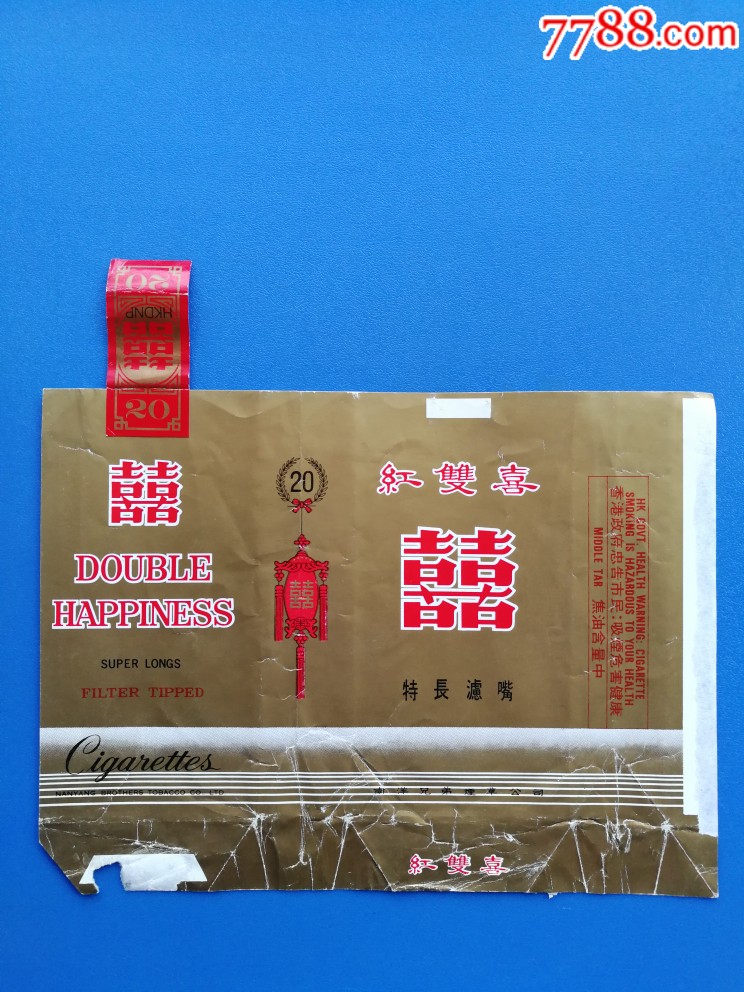 7788.com
20
HKDNP
囍
20
囍
DOUBLE
HAPPINESS
SUPER LONGS
FILTER TIPPED
Cigarettes
NANYANG BROTHERS TOBACCO CO. LTD
20
囍
紅雙喜
囍
特長濾嘴
南洋兄弟煙草公司
紅雙喜
HK GOVT HEALTH WARNING: CIGARETTE
SMOKING IS HAZARDOUS TO YOUR HEALTH
香港政府忠告市民:吸煙危害健康
MIDDLE TAR 焦油含量中